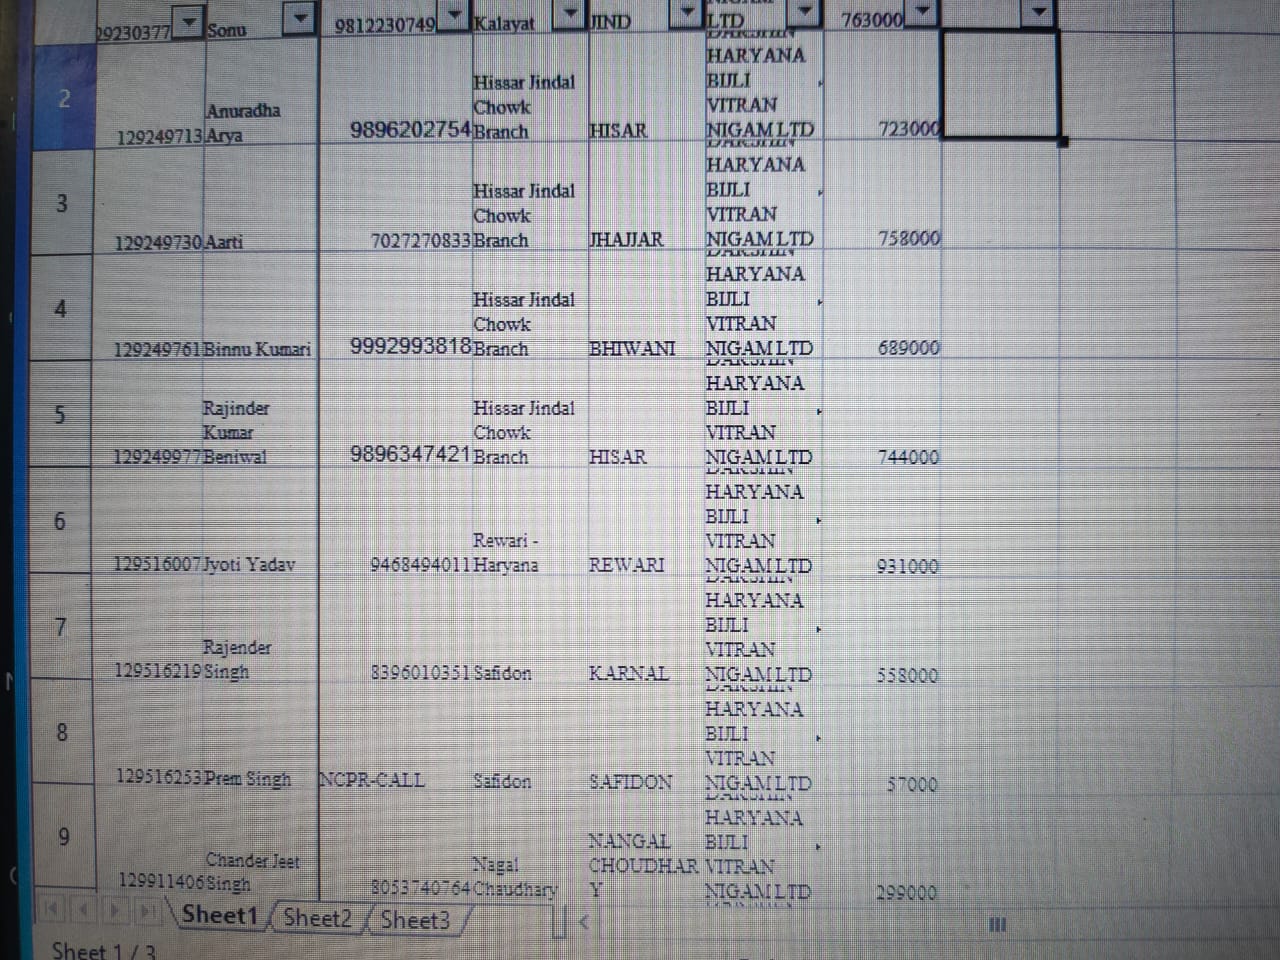 29230377 Sonu 9812230749 Kalayat JIND LTD 763000
2
129249713 Anuradha Arya 9896202754 Hissar Jindal Chowk Branch HISAR HARYANA BIJLI VITRAN NIGAM LTD 723000
3
129249730 Aarti 7027270833 Hissar Jindal Chowk Branch JHAJJAR HARYANA BIJLI VITRAN NIGAM LTD 758000
4
129249761 Binnu Kumari 9992993818 Hissar Jindal Chowk Branch BHIWANI HARYANA BIJLI VITRAN NIGAM LTD 689000
5
129249977 Rajinder Kumar Beniwal 9896347421 Hissar Jindal Chowk Branch HISAR HARYANA BIJLI VITRAN NIGAM LTD 744000
6
129516007 Jyoti Yadav 9468494011 Rewari - Haryana REWARI HARYANA BIJLI VITRAN NIGAM LTD 931000
7
129516219 Rajender Singh 8396010351 Safidon KARNAL HARYANA BIJLI VITRAN NIGAM LTD 558000
8
129516253 Prem Singh NCPR-CALL Safidon SAFIDON HARYANA BIJLI VITRAN NIGAM LTD 57000
9
129911406 Chander Jeet Singh 8053740764 Nagal Chaudhary NANGAL CHOUDHARY HARYANA BIJLI VITRAN NIGAM LTD 299000
Sheet1 Sheet2 Sheet3
Sheet 1 / 3